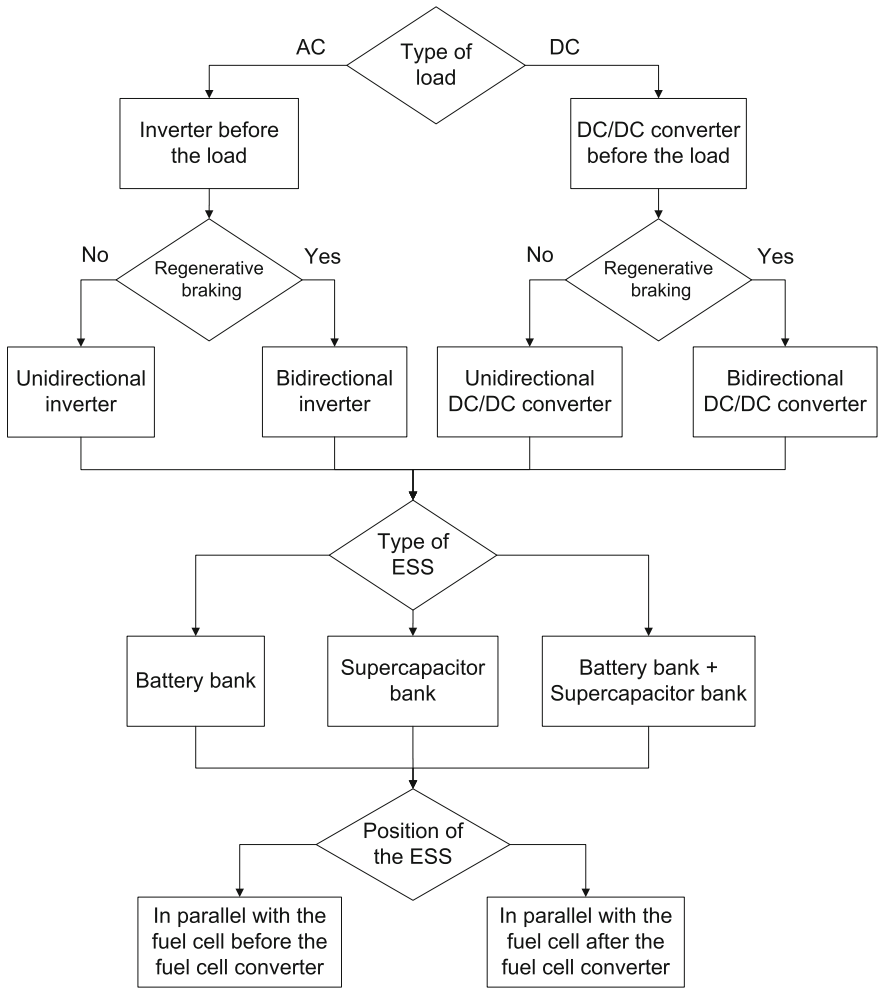 Type of
load
AC
DC
Inverter before
the load
DC/DC converter
before the load
Regenerative
braking
No
Yes
Regenerative
braking
No
Yes
Unidirectional
inverter
Bidirectional
inverter
Unidirectional
DC/DC converter
Bidirectional
DC/DC converter
Type of
ESS
Battery bank
Supercapacitor
bank
Battery bank +
Supercapacitor bank
Position of
the ESS
In parallel with the
fuel cell before the
fuel cell converter
In parallel with the
fuel cell after the
fuel cell converter